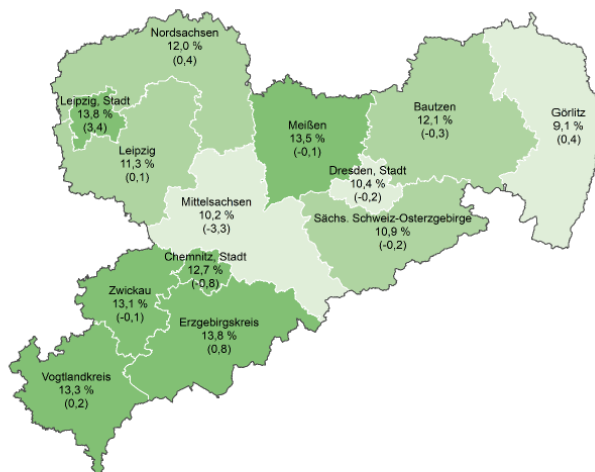 Nordsachsen
12,0 %
(0,4)
Leipzig, Stadt
13,8 %
(3,4)
Leipzig
11,3 %
(0,1)
Meißen
13,5 %
(-0,1)
Bautzen
12,1 %
(-0,3)
Görlitz
9,1 %
(0,4)
Dresden, Stadt
10,4 %
(-0,2)
Mittelsachsen
10,2 %
(-3,3)
Sächs. Schweiz-Osterzgebirge
10,9 %
(-0,2)
Chemnitz, Stadt
12,7 %
(-0,8)
Zwickau
13,1 %
(-0,1)
Erzgebirgskreis
13,8 %
(0,8)
Vogtlandkreis
13,3 %
(0,2)